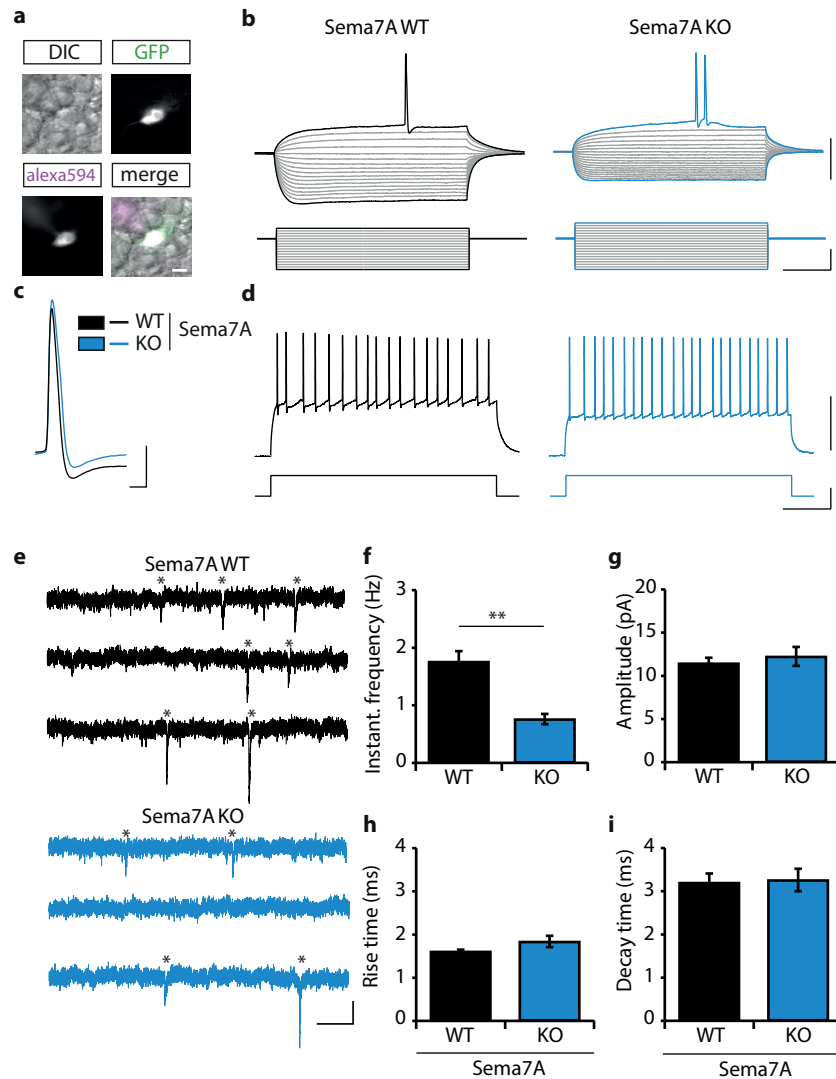 a
DIC
GFP
alexa594
merge
b
Sema7A WT
Sema7A KO
c
WT
KO
Sema7A
d
e
Sema7A WT
* * *
* *
* *
Sema7A KO
* *
* *
f
Instant. frequency (Hz)
3
2
1
0
**
WT
KO
g
Amplitude (pA)
20
15
10
5
0
WT
KO
h
Rise time (ms)
4
3
2
1
0
WT
KO
Sema7A
i
Decay time (ms)
4
3
2
1
0
WT
KO
Sema7A